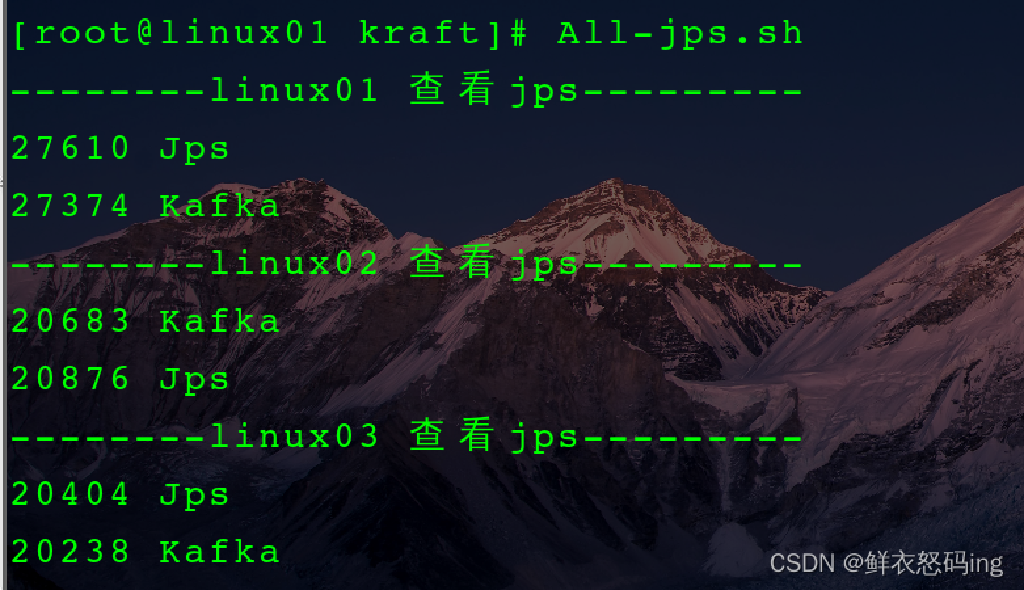 [root@linux01 kraft]# All-jps.sh
--------linux01 查看jps---------
27610 Jps
27374 Kafka
--------linux02 查看jps---------
20683 Kafka
20876 Jps
--------linux03 查看jps---------
20404 Jps
20238 Kafka
CSDN @鲜衣怒码ing